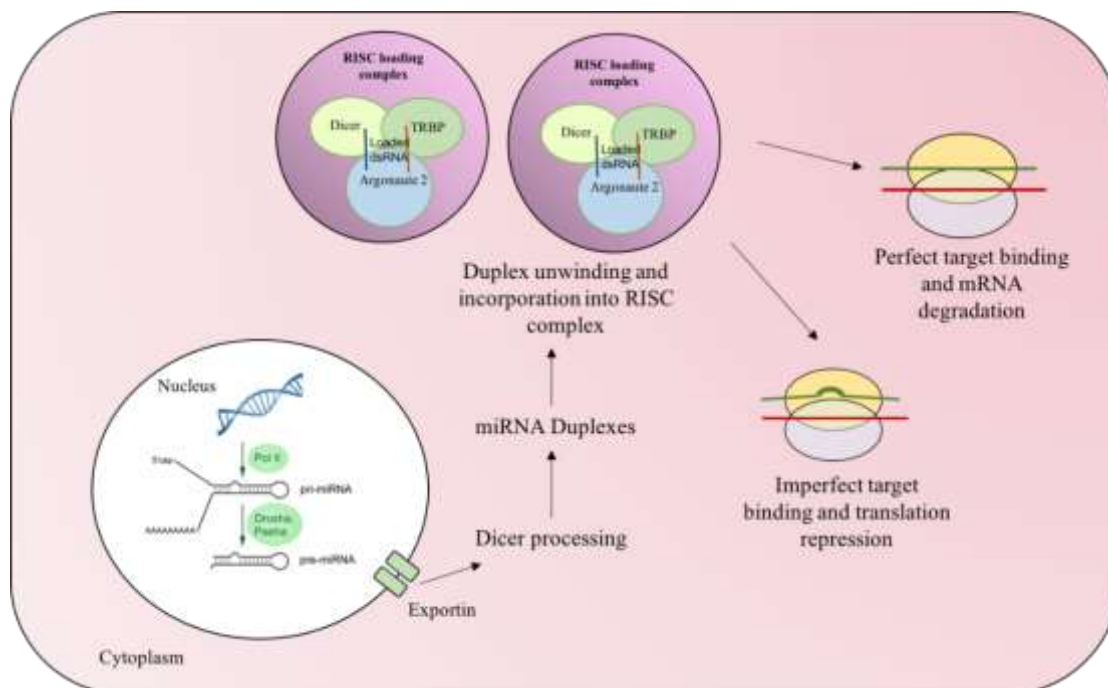 RISC loading
complex
Dicer
TRBP
Loaded
dsRNA
Argonaute 2
RISC loading
complex
Dicer
TRBP
Loaded
dsRNA
Argonaute 2
Perfect target binding
and mRNA
degradation
Duplex unwinding and
incorporation into RISC
complex
Nucleus
Pol II
pri-miRNA
AAAAAAAAA
Drosha,
pre-miRNA
miRNA Duplexes
Imperfect target
binding and translation
repression
Dicer processing
Exportin
Cytoplasm